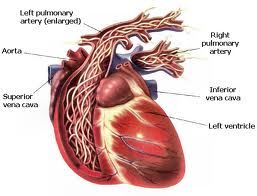 Left pulmonary
artery (enlarged)
Right
pulmonary
artery
Aorta
Superior
vena cava
Inferior
vena cava
Left ventricle